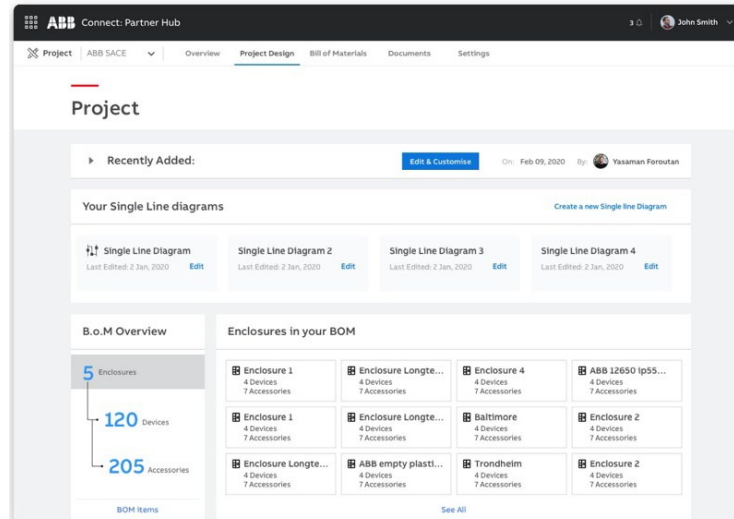 ABB Connect: Partner Hub
3
John Smith
Project
ABB SACE
Overview
Project Design
Bill of Materials
Documents
Settings
Project
Recently Added:
Edit & Customise
On: Feb 09, 2020
By: Yasaman Foroutan
Your Single Line diagrams
Create a new Single line Diagram
Single Line Diagram
Last Edited: 2 Jan, 2020 Edit
Single Line Diagram 2
Last Edited: 2 Jan, 2020 Edit
Single Line Diagram 3
Last Edited: 2 Jan, 2020 Edit
Single Line Diagram 4
Last Edited: 2 Jan, 2020 Edit
B.o.M Overview
5 Enclosures
120 Devices
205 Accessories
BOM items
Enclosures in your BOM
Enclosure 1
4 Devices
7 Accessories
Enclosure Longte...
4 Devices
7 Accessories
Enclosure 4
4 Devices
7 Accessories
ABB 12650 ip55...
4 Devices
7 Accessories
Enclosure 1
4 Devices
7 Accessories
Enclosure Longte...
4 Devices
7 Accessories
Baltimore
4 Devices
7 Accessories
Enclosure 2
4 Devices
7 Accessories
Enclosure Longte...
4 Devices
7 Accessories
ABB empty plasti...
4 Devices
7 Accessories
Trondheim
4 Devices
7 Accessories
Enclosure 2
4 Devices
7 Accessories
See All